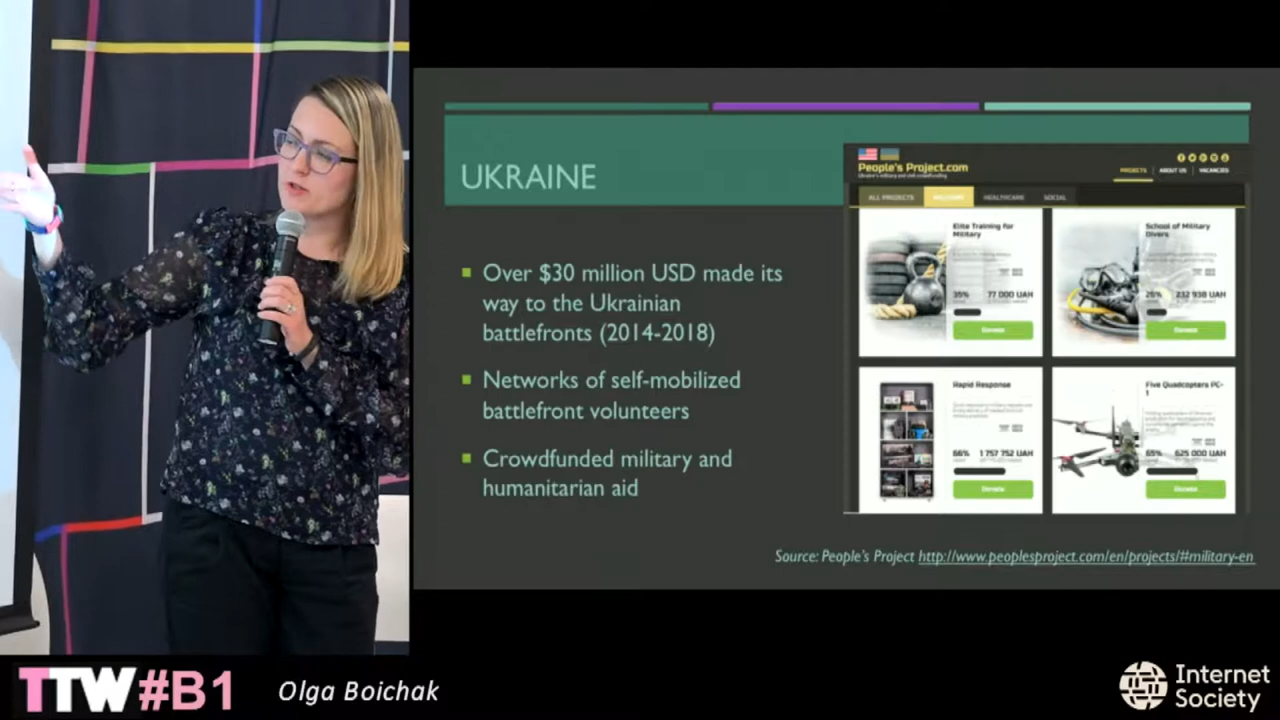 UKRAINE
Over $30 million USD made its
way to the Ukrainian
battlefronts (2014-2018)
Networks of self-mobilized
battlefront volunteers
Crowdfunded military and
humanitarian aid
People's Project.com
Ukraine's military and civil crowdfunding
PROJECTS ABOUT US VACANCIES
ALL PROJECTS HEALTHCARE SOCIAL
Elite Training for
Military
35% 77 000 UAH
Donate
School of Military
Divers
232 938 UAH
Donate
Rapid Response
66% 1 757 752 UAH
Donate
Five Quadcopters PC-
1
65% 625 000 UAH
Donate
Source: People's Project http://www.peoplesproject.com/en/projects/#military-en
TTW#B1
Olga Boichak
Internet
Society